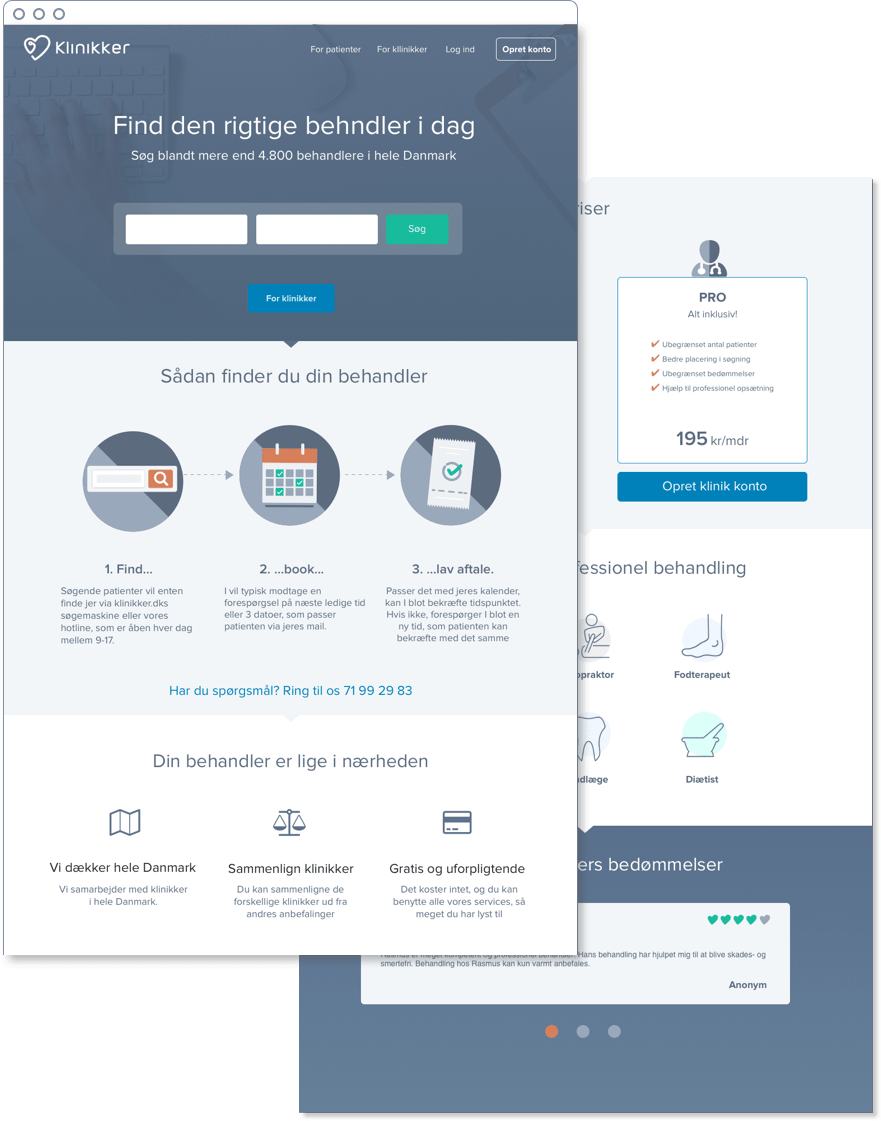 Klinikker
For patienter
For kllinikker
Log ind
Opret konto
Find den rigtige behndler i dag
Søg blandt mere end 4.800 behandlere i hele Danmark
Søg
For klinikker
Sådan finder du din behandler
1. Find...
Søgende patienter vil enten
finde jer via klinikker.dks
søgemaskine eller vores
hotline, som er åben hver dag
mellem 9-17.
2. ...book...
I vil typisk modtage en
forespørgsel på næste ledige tid
eller 3 datoer, som passer
patienten via jeres mail.
3. ...lav aftale.
Passer det med jeres kalender,
kan I blot bekræfte tidspunktet.
Hvis ikke, forespørger I blot en
ny tid, som patienten kan
bekræfte med det samme
Har du spørgsmål? Ring til os 71 99 29 83
Din behandler er lige i nærheden
Vi dækker hele Danmark
Vi samarbejder med klinikker
i hele Danmark.
Sammenlign klinikker
Du kan sammenligne de
forskellige klinikker ud fra
andres anbefalinger
Gratis og uforpligtende
Det koster intet, og du kan
benytte alle vores services, så
meget du har lyst til
riser
PRO
Alt inklusiv!
Ubegrænset antal patienter
Bedre placering i søgning
Ubegrænset bedømmelser
Hjælp til professionel opsætning
195 kr/mdr
Opret klinik konto
fessionel behandling
opraktor
Fodterapeut
dlæge
Diætist
ers bedømmelser
Rasmus er meget kompetent og professionel behandler. Hans behandling har hjulpet mig til at blive skades- og
smertefri. Behandling hos Rasmus kan kun varmt anbefales.
Anonym